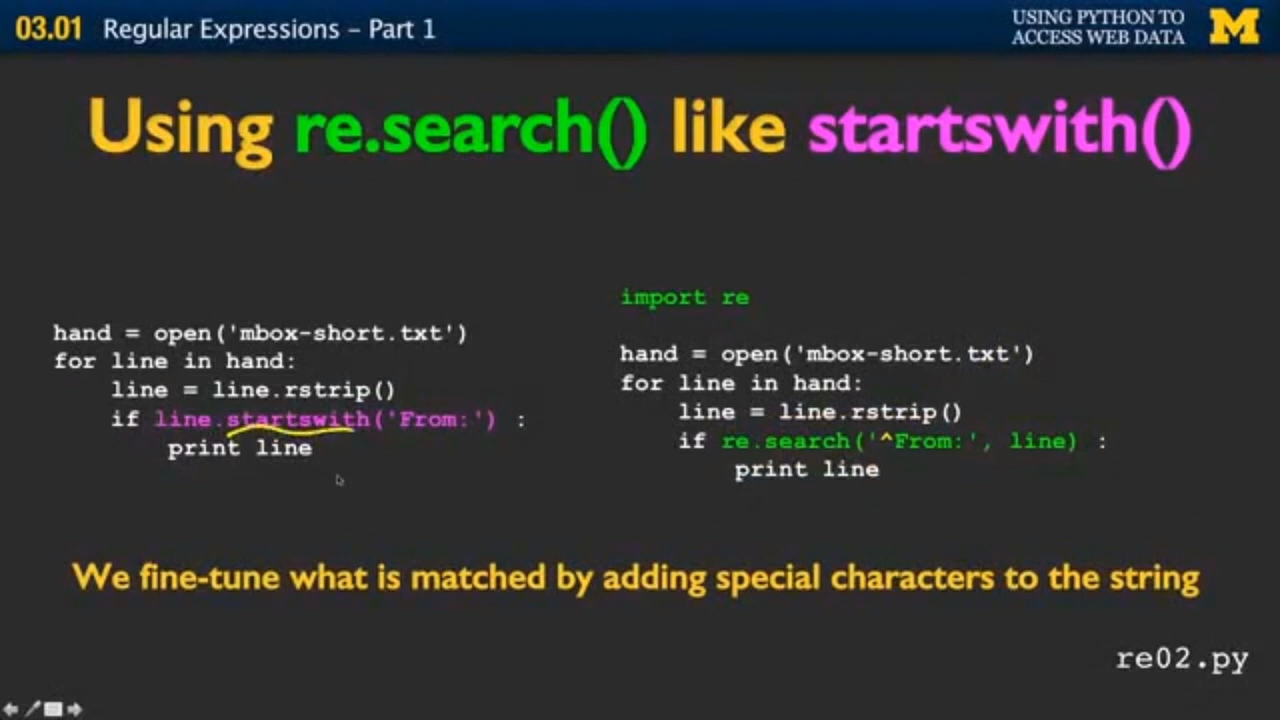 03.01 Regular Expressions – Part 1
USING PYTHON TO
ACCESS WEB DATA
M
Using re.search() like startswith()
hand = open('mbox-short.txt')
for line in hand:
    line = line.rstrip()
    if line.startswith('From:') :
        print line
import re
hand = open('mbox-short.txt')
for line in hand:
    line = line.rstrip()
    if re.search('^From:', line) :
        print line
We fine-tune what is matched by adding special characters to the string
re02.py